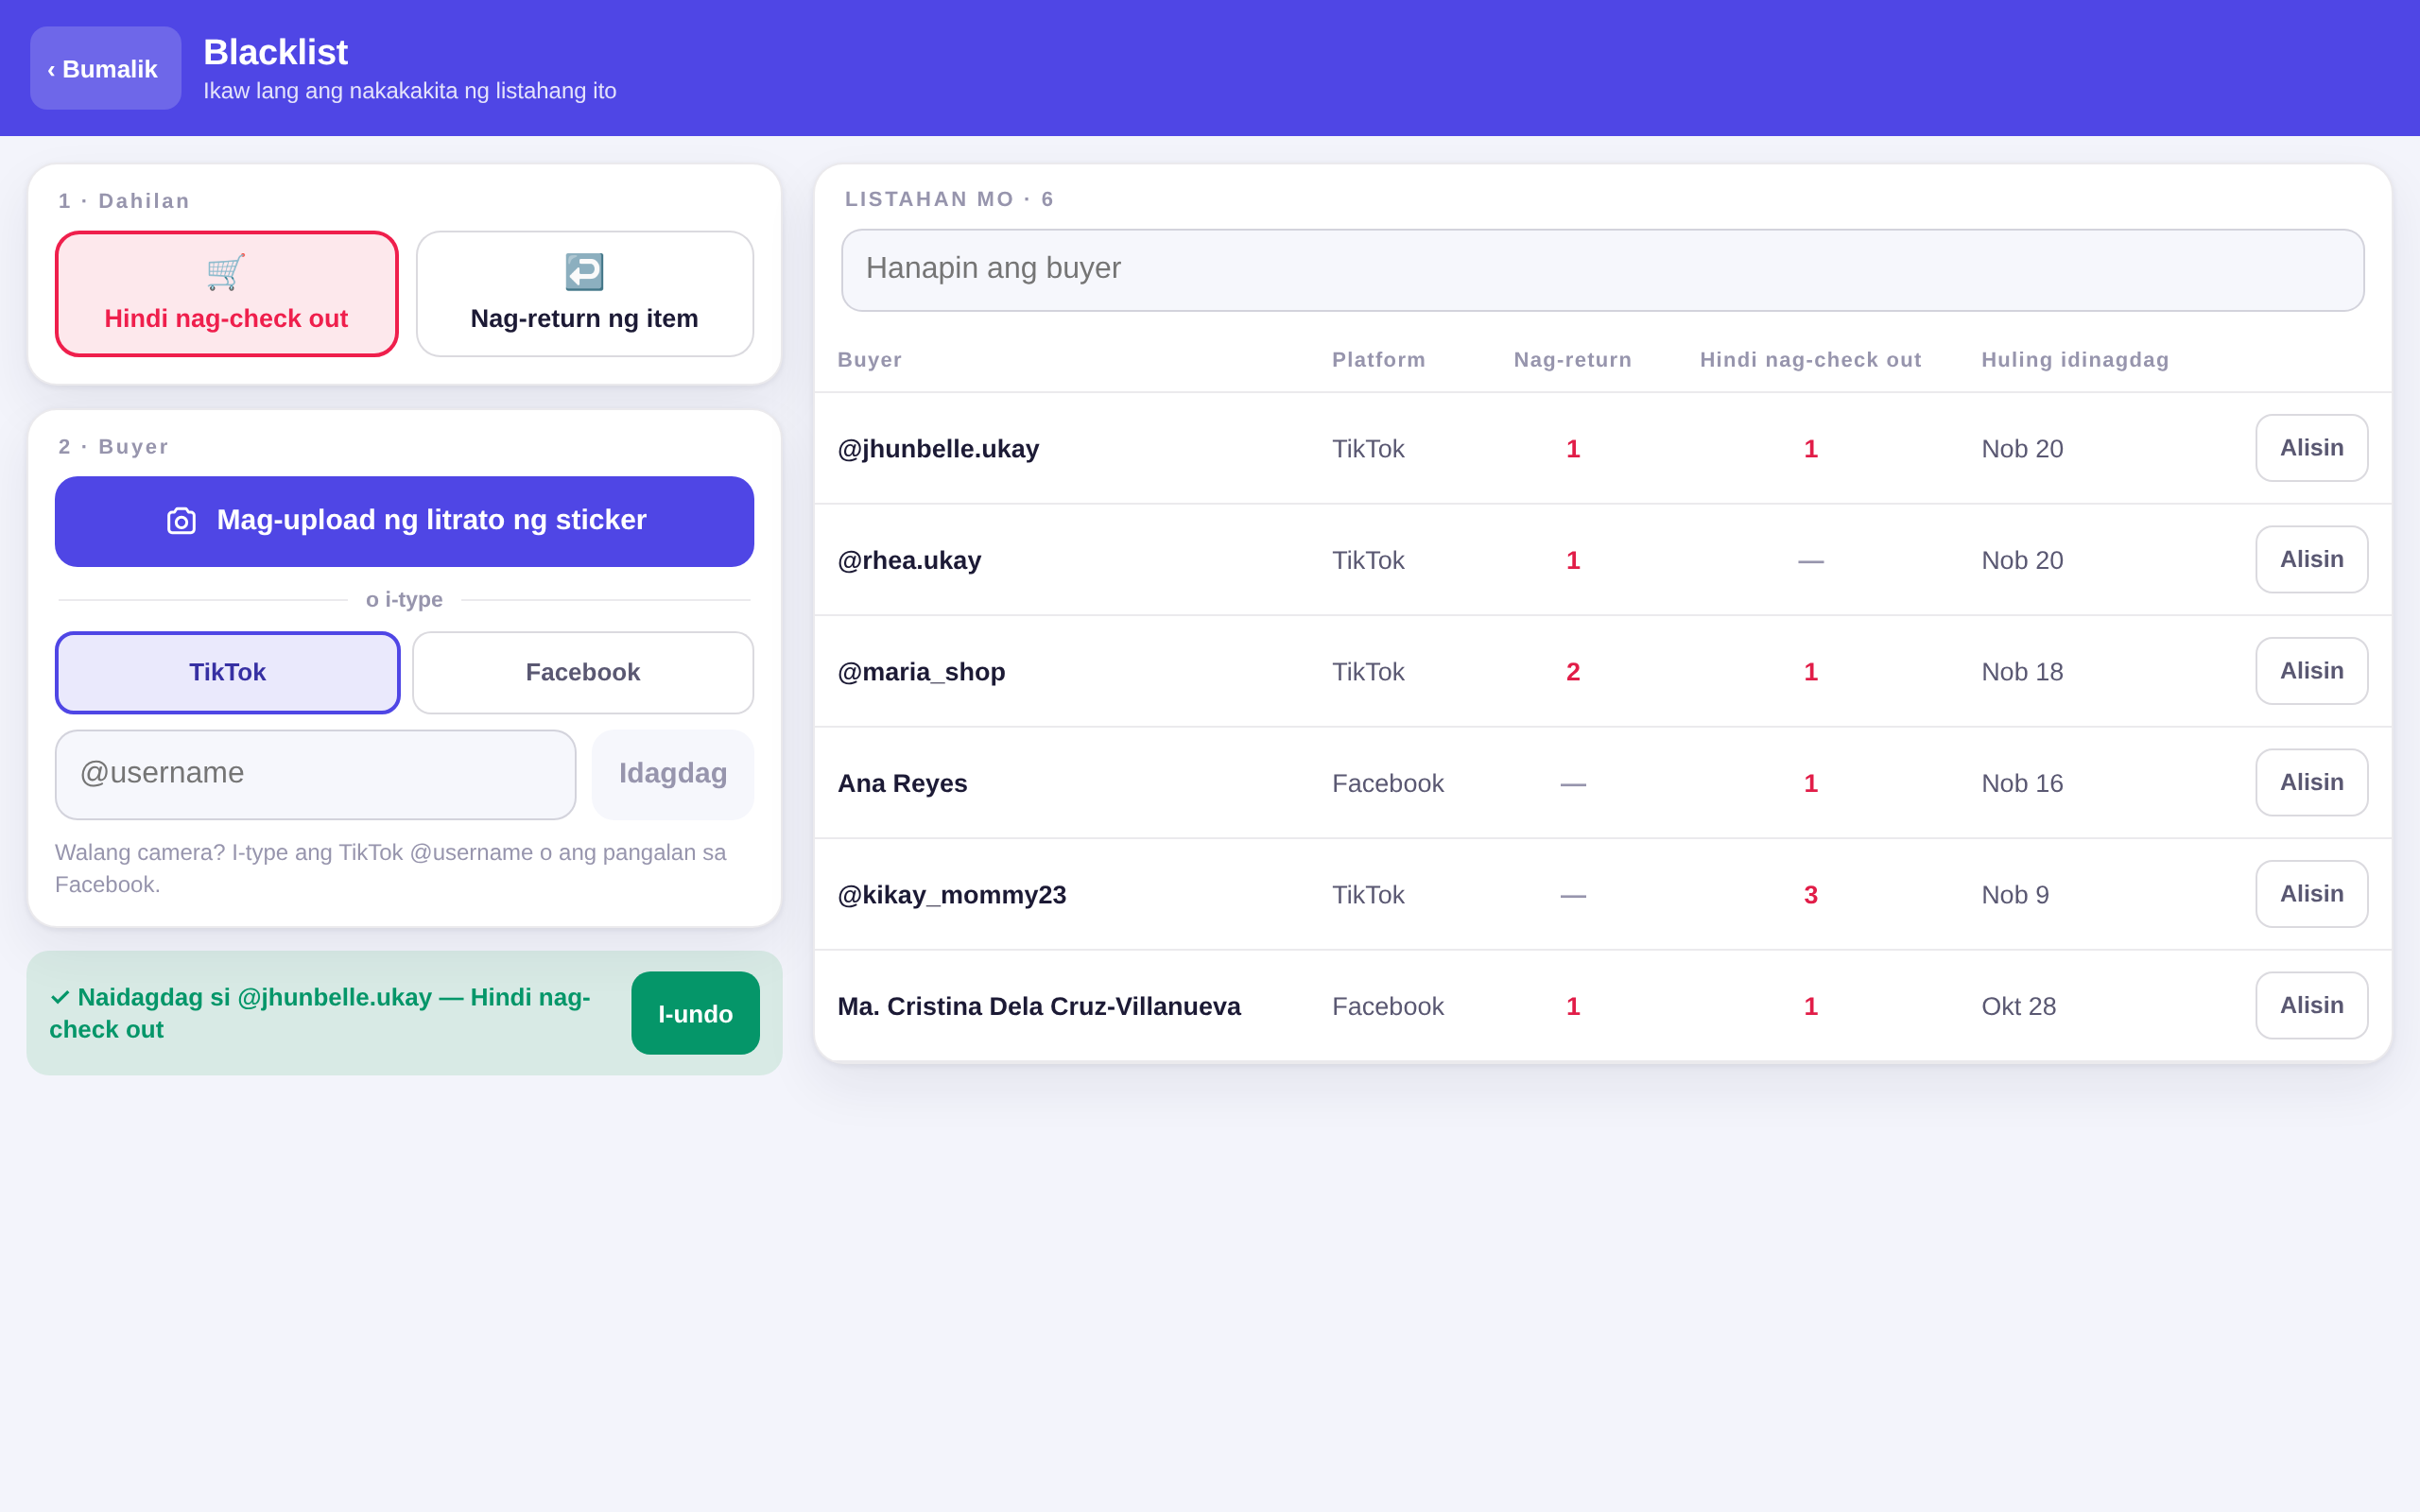 ‹ Bumalik
Blacklist
Ikaw lang ang nakakakita ng listahang ito
1 · Dahilan
Hindi nag-check out
Nag-return ng item
2 · Buyer
Mag-upload ng litrato ng sticker
o i-type
TikTok
Facebook
@username
Idagdag
Walang camera? I-type ang TikTok @username o ang pangalan sa
Facebook.
✓ Naidagdag si @jhunbelle.ukay — Hindi nag-
check out
I-undo
LISTAHAN MO · 6
Hanapin ang buyer
Buyer Platform Nag-return Hindi nag-check out Huling idinagdag
@jhunbelle.ukay TikTok 1 1 Nob 20 Alisin
@rhea.ukay TikTok 1 — Nob 20 Alisin
@maria_shop TikTok 2 1 Nob 18 Alisin
Ana Reyes Facebook — 1 Nob 16 Alisin
@kikay_mommy23 TikTok — 3 Nob 9 Alisin
Ma. Cristina Dela Cruz-Villanueva Facebook 1 1 Okt 28 Alisin